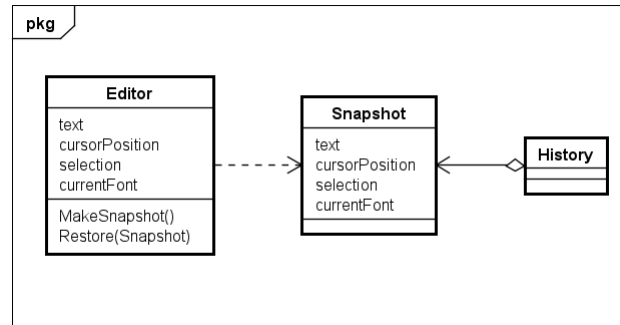 pkg
Editor
text
cursorPosition
selection
currentFont
MakeSnapshot()
Restore(Snapshot)
Snapshot
text
cursorPosition
selection
currentFont
History